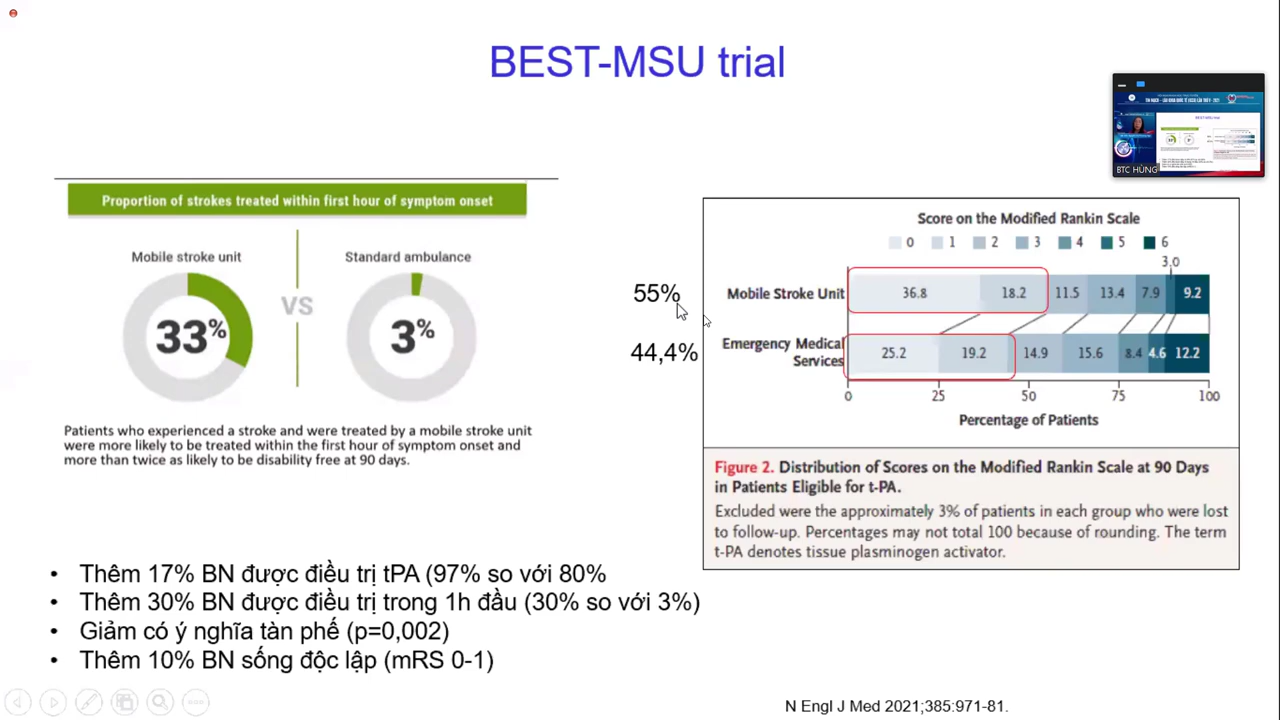 BEST-MSU trial
BEST-MSU trial
BTC HÙNG
Proportion of strokes treated within first hour of symptom onset
Mobile stroke unit
Standard ambulance
33%
VS
3%
Patients who experienced a stroke and were treated by a mobile stroke unit
were more likely to be treated within the first hour of symptom onset and
more than twice as likely to be disability free at 90 days.
55%
44,4%
Score on the Modified Rankin Scale
0 1 2 3 4 5 6
3.0
Mobile Stroke Unit 36.8 18.2 11.5 13.4 7.9 9.2
Emergency Medical
Services
25.2 19.2 14.9 15.6 8.4 4.6 12.2
0 25 50 75 100
Percentage of Patients
Figure 2. Distribution of Scores on the Modified Rankin Scale at 90 Days
in Patients Eligible for t-PA.
Excluded were the approximately 3% of patients in each group who were lost
to follow-up. Percentages may not total 100 because of rounding. The term
t-PA denotes tissue plasminogen activator.
• Thêm 17% BN được điều trị tPA (97% so với 80%
• Thêm 30% BN được điều trị trong 1h đầu (30% so với 3%)
• Giảm có ý nghĩa tàn phế (p=0,002)
• Thêm 10% BN sống độc lập (mRS 0-1)
N Engl J Med 2021;385:971-81.